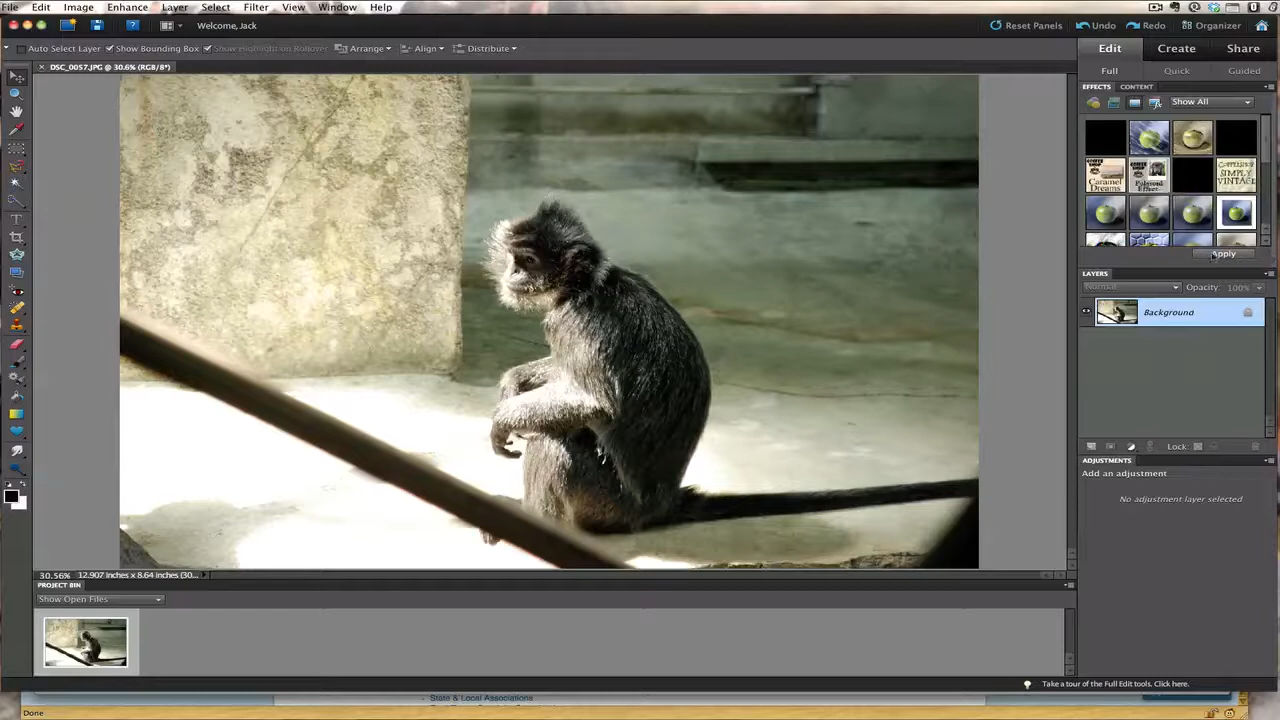 File Edit Image Enhance Layer Select Filter View Window Help
Welcome, Jack Reset Panels Undo Redo Organizer
Auto Select Layer Show Bounding Box Show Highlight on Rollover Arrange Align Distribute
Edit Create Share
DSC_0057.JPG @ 30.6% (RGB/8*)
Full Quick Guided
EFFECTS CONTENT
Show All
Caramel Dreams
Polaroid Effect
SIMPLY VINTAGE
Apply
LAYERS
Normal Opacity: 100%
Background
Lock:
ADJUSTMENTS
Add an adjustment
No adjustment layer selected
30.56% 12.907 inches x 8.64 inches (30...
PROJECT BIN
Show Open Files
Take a tour of the Full Edit tools. Click here.
State & Local Associations
Done